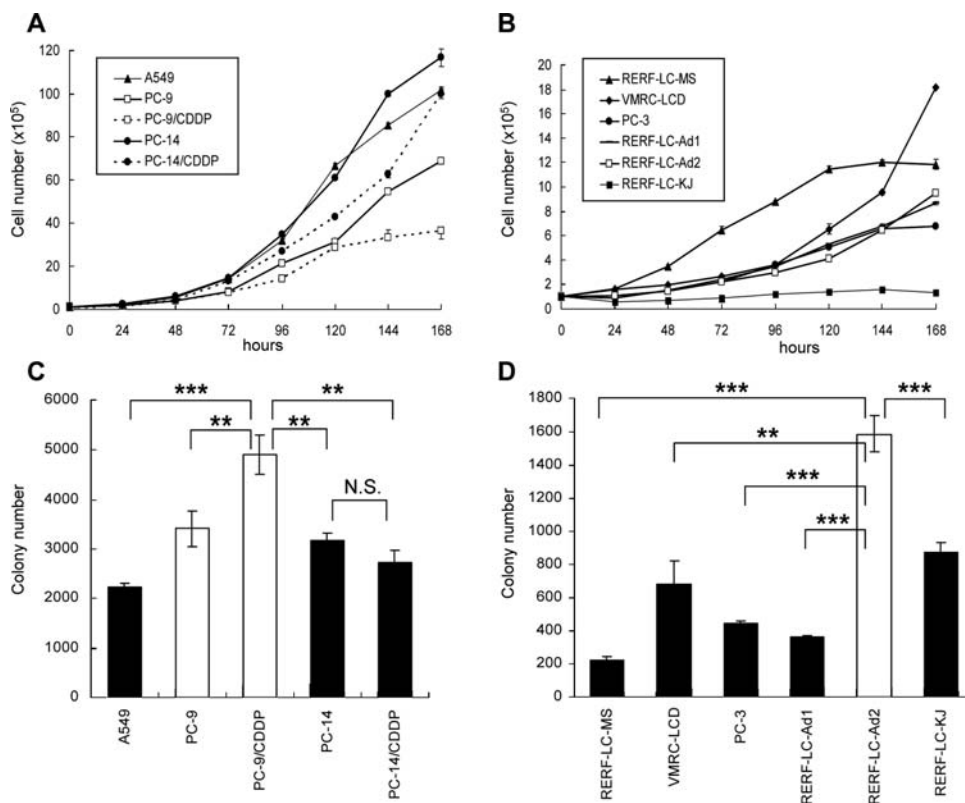 A
Cell number (x10⁵)
120
100
80
60
40
20
0
A549
PC-9
PC-9/CDDP
PC-14
PC-14/CDDP
0 24 48 72 96 120 144 168
hours
B
Cell number (x10⁵)
20
18
16
14
12
10
8
6
4
2
0
RERF-LC-MS
VMRC-LCD
PC-3
RERF-LC-Ad1
RERF-LC-Ad2
RERF-LC-KJ
0 24 48 72 96 120 144 168
hours
C
Colony number
6000
5000
4000
3000
2000
1000
0
*** **
** **
N.S.
A549
PC-9
PC-9/CDDP
PC-14
PC-14/CDDP
D
Colony number
1800
1600
1400
1200
1000
800
600
400
200
0
*** ***
**
***
***
RERF-LC-MS
VMRC-LCD
PC-3
RERF-LC-Ad1
RERF-LC-Ad2
RERF-LC-KJ